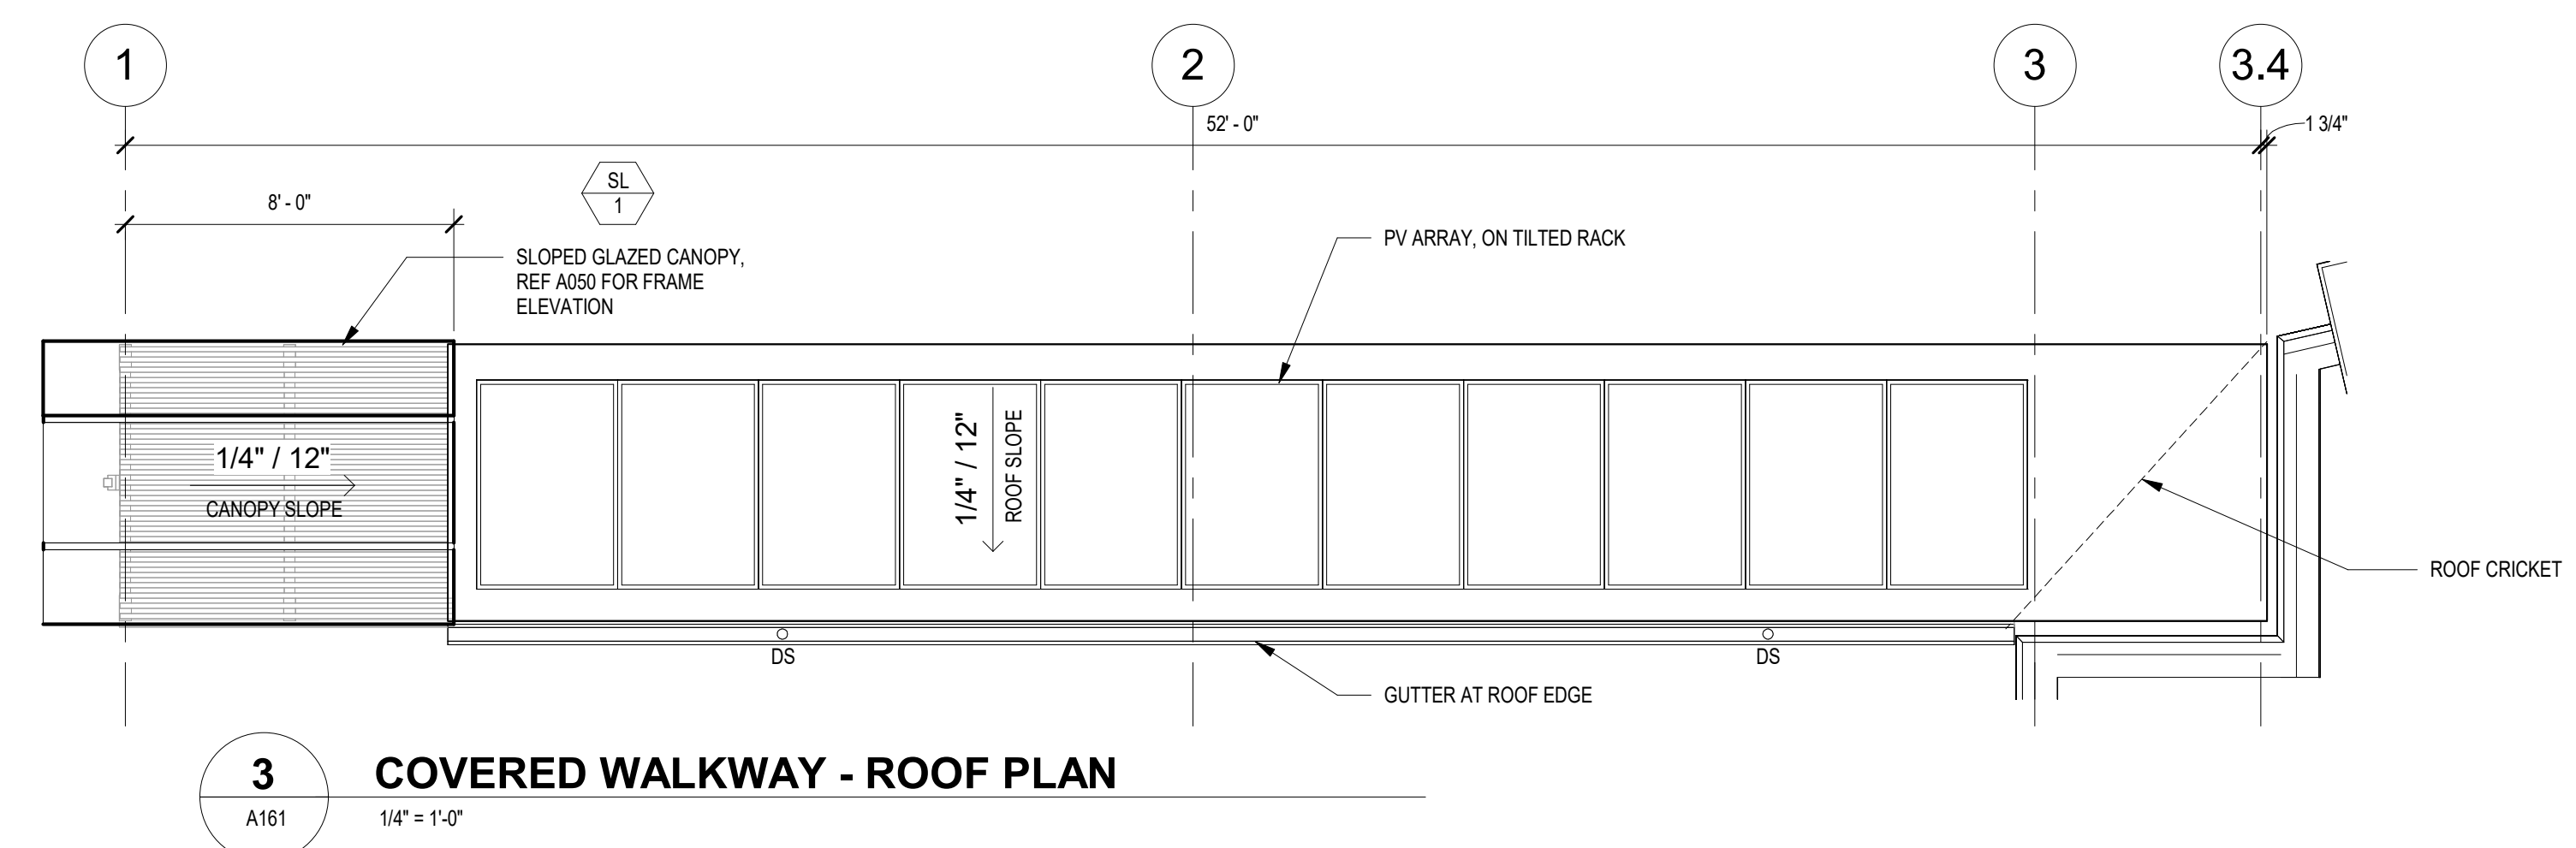 1
2
3
3.4
52' - 0"
1 3/4"
8' - 0"
SL
1
SLOPED GLAZED CANOPY,
REF A050 FOR FRAME
ELEVATION
PV ARRAY, ON TILTED RACK
1/4" / 12"
CANOPY SLOPE
1/4" / 12"
ROOF SLOPE
ROOF CRICKET
DS
DS
GUTTER AT ROOF EDGE
3
A161
COVERED WALKWAY - ROOF PLAN
1/4" = 1'-0"